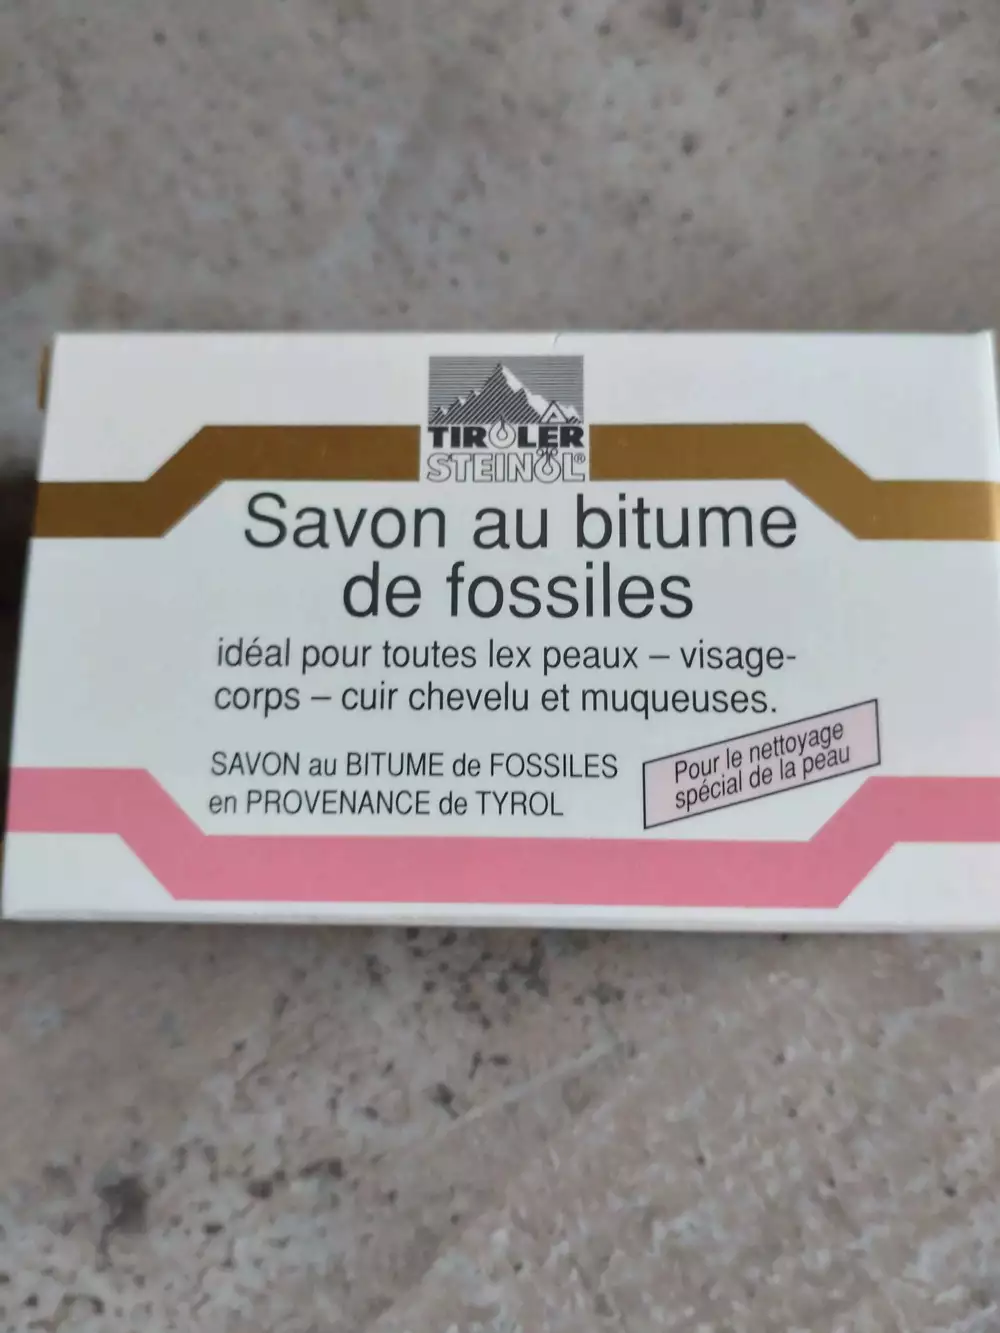 TIROLER
STEINÖL®
Savon au bitume
de fossiles
idéal pour toutes lex peaux – visage-
corps – cuir chevelu et muqueuses.
SAVON au BITUME de FOSSILES
en PROVENANCE de TYROL
Pour le nettoyage
spécial de la peau